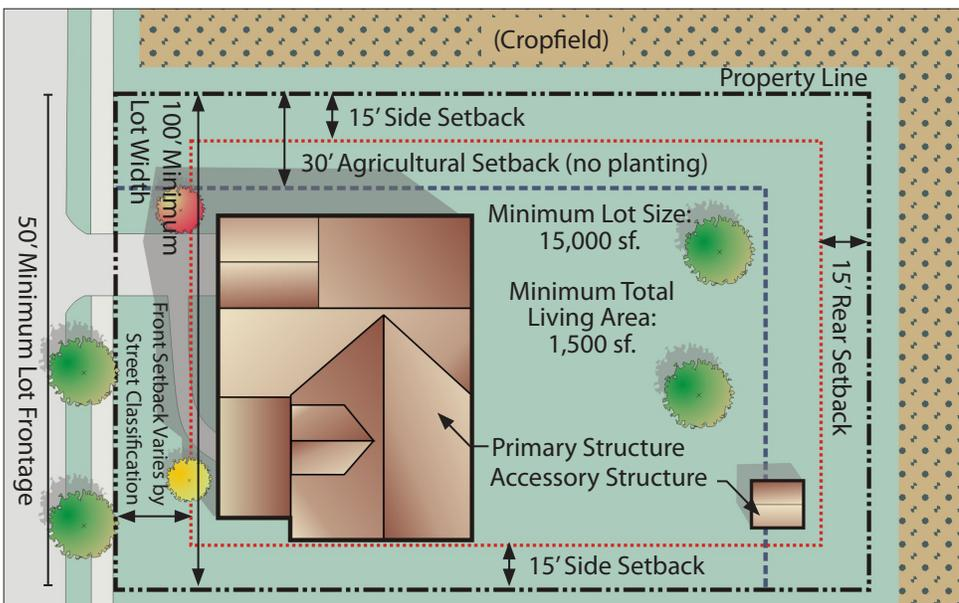 (Cropfield)
Property Line
15’ Side Setback
100’ Minimum
Lot Width
30’ Agricultural Setback (no planting)
Minimum Lot Size:
15,000 sf.
50’ Minimum Lot Frontage
15’ Rear Setback
Minimum Total
Living Area:
1,500 sf.
Front Setback Varies by
Street Classification
Primary Structure
Accessory Structure
15’ Side Setback